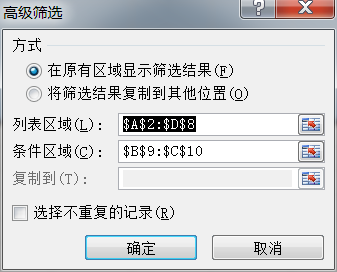 高级筛选
方式
在原有区域显示筛选结果(F)
将筛选结果复制到其他位置(O)
列表区域(L): $A$2:$D$8
条件区域(C): $B$9:$C$10
复制到(T):
选择不重复的记录(R)
确定 取消